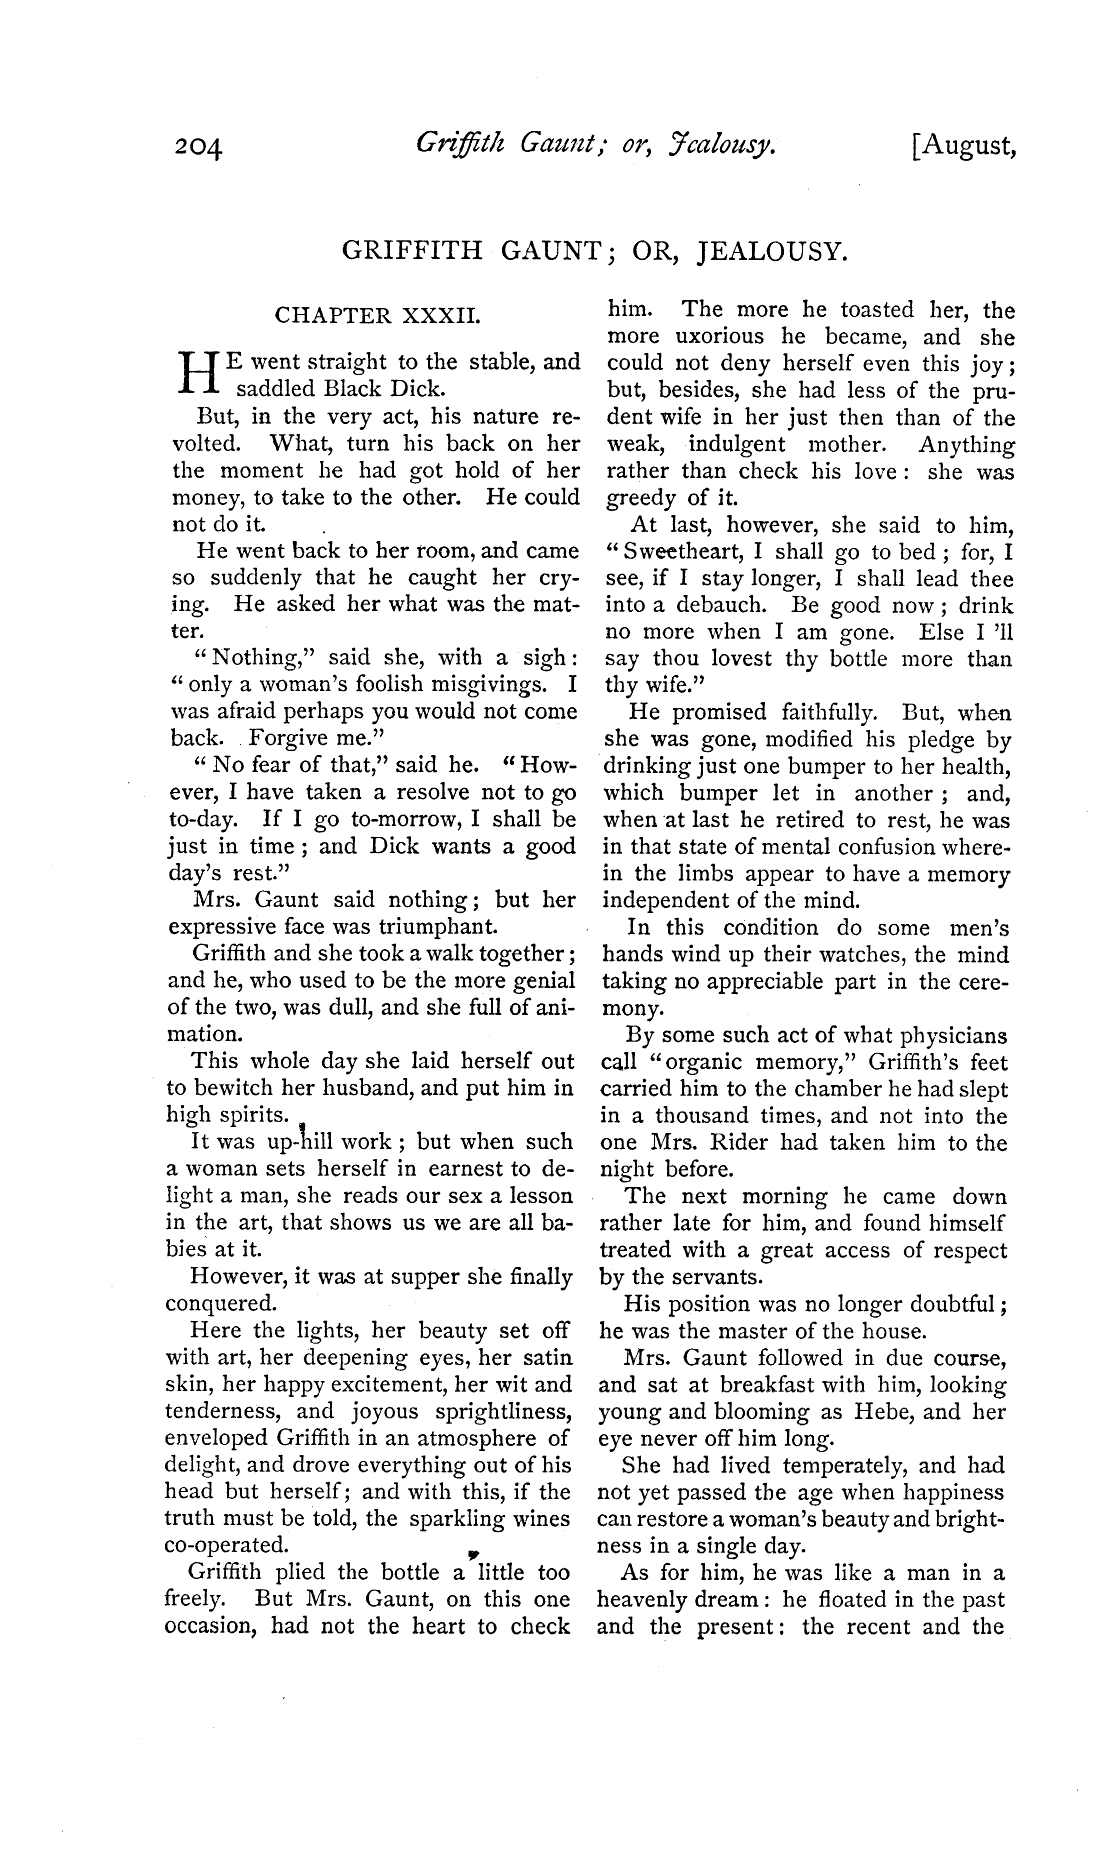 204 Griffith Gaunt; or, Jealousy. [August,
GRIFFITH GAUNT; OR, JEALOUSY.
CHAPTER XXXII.
HE went straight to the stable, and
saddled Black Dick.
But, in the very act, his nature re-
volted. What, turn his back on her
the moment he had got hold of her
money, to take to the other. He could
not do it.
He went back to her room, and came
so suddenly that he caught her cry-
ing. He asked her what was the mat-
ter.
"Nothing," said she, with a sigh:
"only a woman's foolish misgivings. I
was afraid perhaps you would not come
back. Forgive me."
"No fear of that," said he. "How-
ever, I have taken a resolve not to go
to-day. If I go to-morrow, I shall be
just in time; and Dick wants a good
day's rest."
Mrs. Gaunt said nothing; but her
expressive face was triumphant.
Griffith and she took a walk together;
and he, who used to be the more genial
of the two, was dull, and she full of ani-
mation.
This whole day she laid herself out
to bewitch her husband, and put him in
high spirits.
It was up-hill work; but when such
a woman sets herself in earnest to de-
light a man, she reads our sex a lesson
in the art, that shows us we are all ba-
bies at it.
However, it was at supper she finally
conquered.
Here the lights, her beauty set off
with art, her deepening eyes, her satin
skin, her happy excitement, her wit and
tenderness, and joyous sprightliness,
enveloped Griffith in an atmosphere of
delight, and drove everything out of his
head but herself; and with this, if the
truth must be told, the sparkling wines
co-operated.
Griffith plied the bottle a little too
freely. But Mrs. Gaunt, on this one
occasion, had not the heart to check
him. The more he toasted her, the
more uxorious he became, and she
could not deny herself even this joy;
but, besides, she had less of the pru-
dent wife in her just then than of the
weak, indulgent mother. Anything
rather than check his love: she was
greedy of it.
At last, however, she said to him,
"Sweetheart, I shall go to bed; for, I
see, if I stay longer, I shall lead thee
into a debauch. Be good now; drink
no more when I am gone. Else I 'll
say thou lovest thy bottle more than
thy wife."
He promised faithfully. But, when
she was gone, modified his pledge by
drinking just one bumper to her health,
which bumper let in another; and,
when at last he retired to rest, he was
in that state of mental confusion where-
in the limbs appear to have a memory
independent of the mind.
In this condition do some men's
hands wind up their watches, the mind
taking no appreciable part in the cere-
mony.
By some such act of what physicians
call "organic memory," Griffith's feet
carried him to the chamber he had slept
in a thousand times, and not into the
one Mrs. Rider had taken him to the
night before.
The next morning he came down
rather late for him, and found himself
treated with a great access of respect
by the servants.
His position was no longer doubtful;
he was the master of the house.
Mrs. Gaunt followed in due course,
and sat at breakfast with him, looking
young and blooming as Hebe, and her
eye never off him long.
She had lived temperately, and had
not yet passed the age when happiness
can restore a woman's beauty and bright-
ness in a single day.
As for him, he was like a man in a
heavenly dream: he floated in the past
and the present: the recent and the